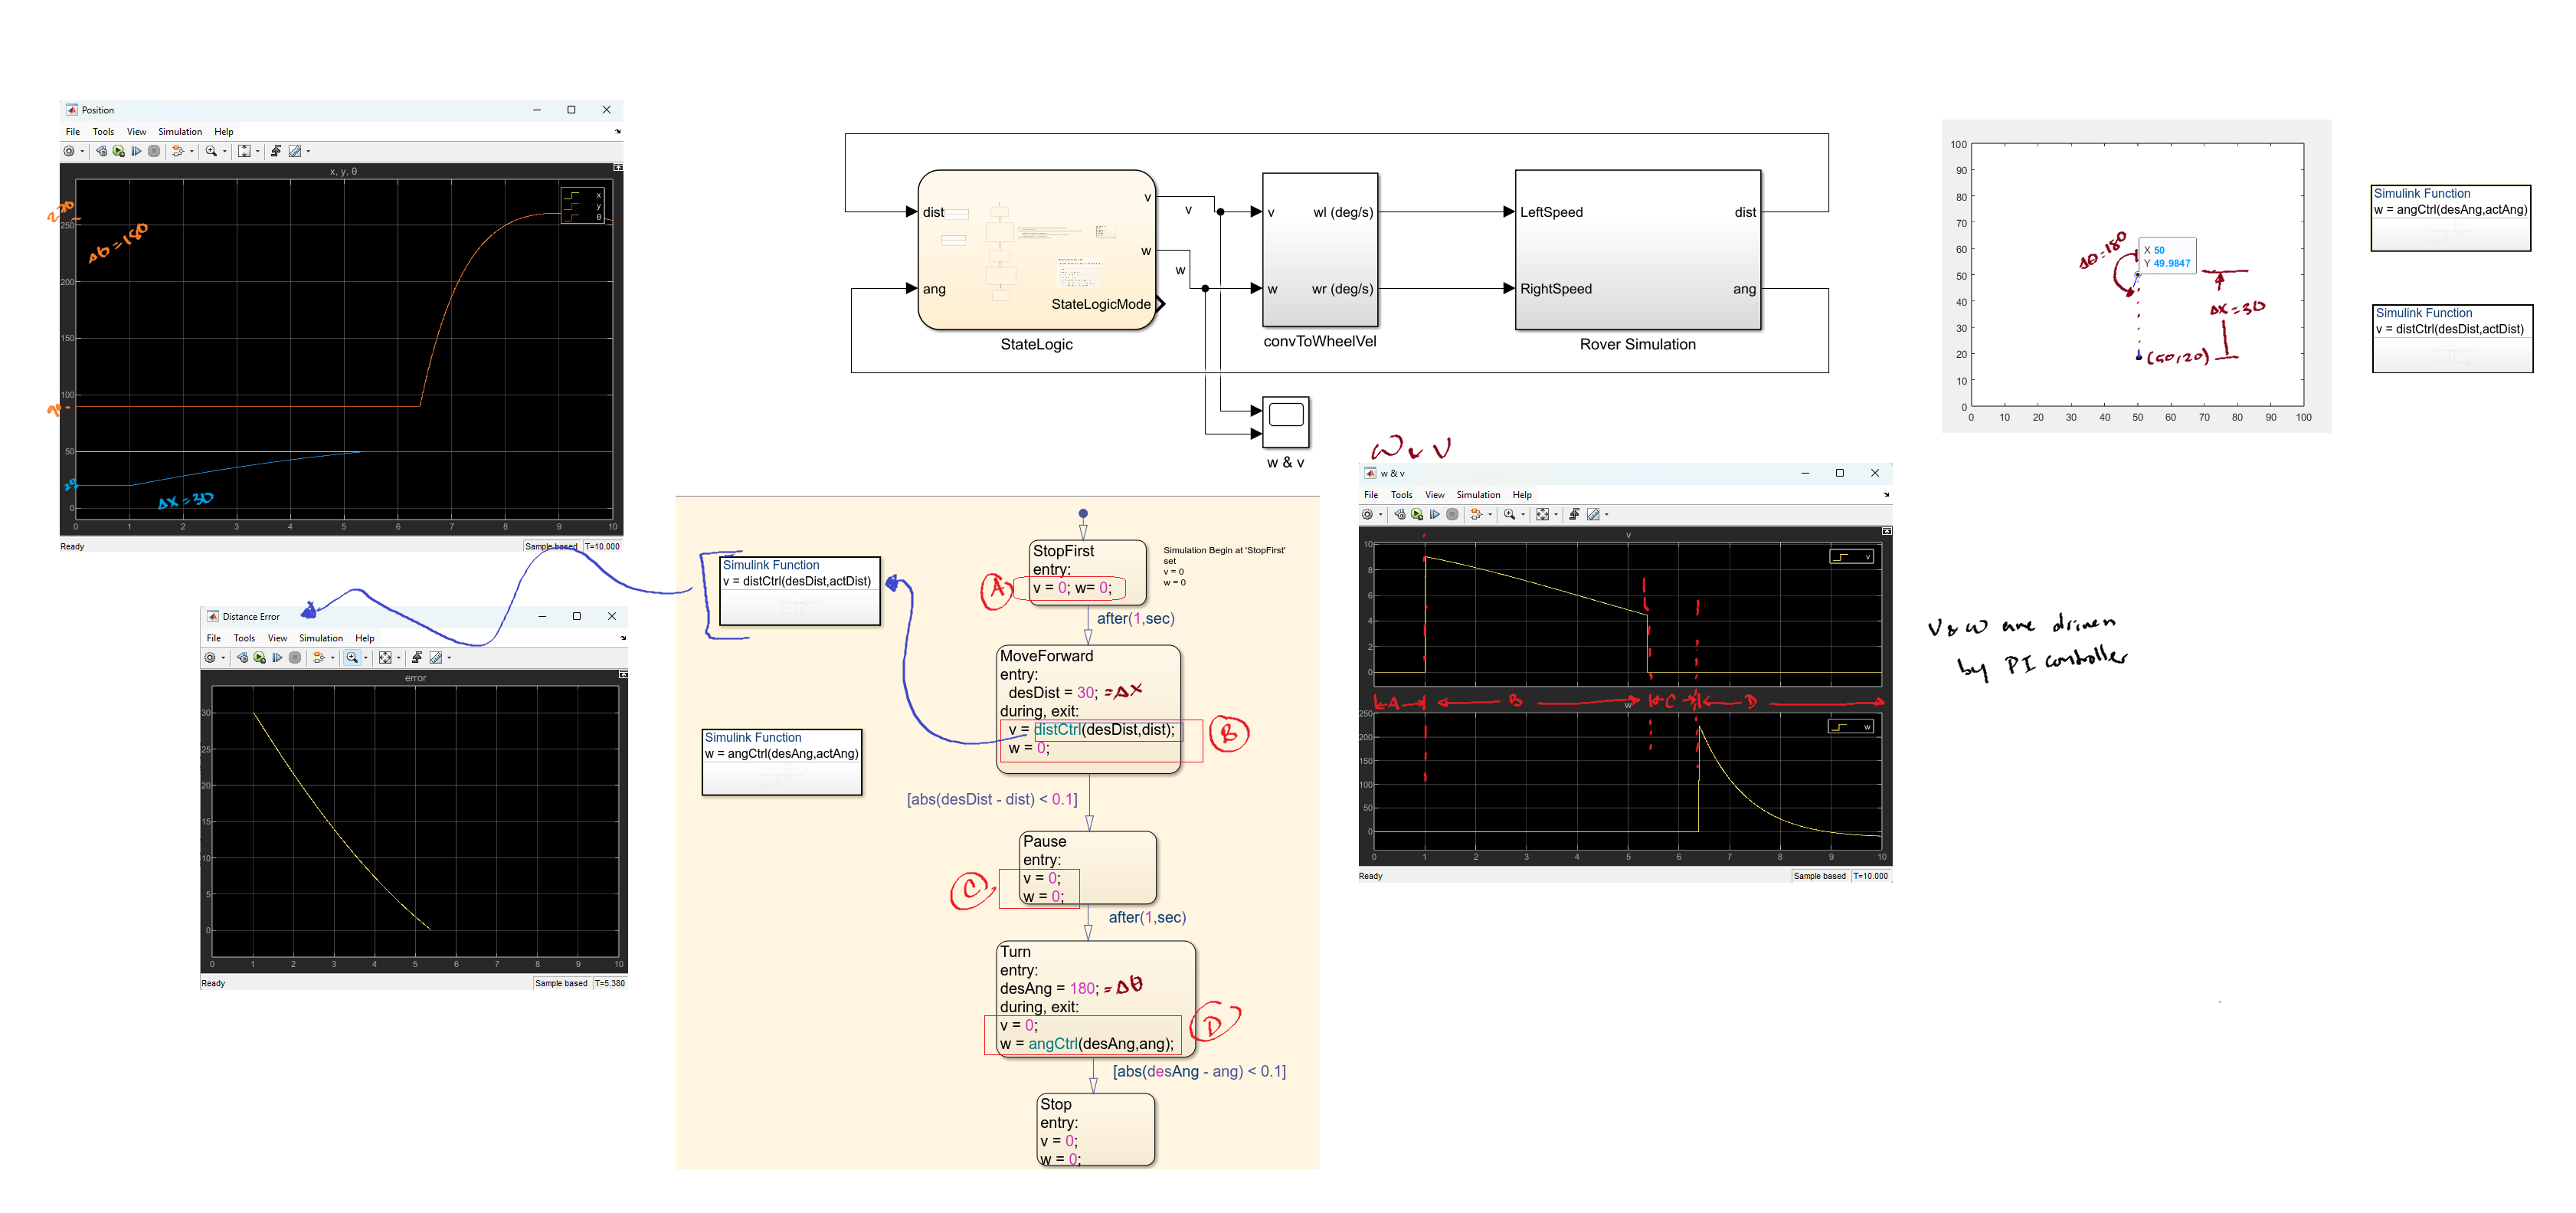 Position
File Tools View Simulation Help
x, y, θ
x
y
θ
270
250
Δθ = 180
200
150
100
90
50
20
ΔX = 30
0
0 1 2 3 4 5 6 7 8 9 10
Ready
Sample based T=10.000
dist
ang
v
w
StateLogicMode
StateLogic
v
w
v
w
wl (deg/s)
wr (deg/s)
convToWheelVel
LeftSpeed
RightSpeed
dist
ang
Rover Simulation
w & v
100
90
80
70
60
50
40
30
20
10
0
0 10 20 30 40 50 60 70 80 90 100
X 50
Y 49.9847
Δθ=180
ΔX = 30
(50,20)
Simulink Function
w = angCtrl(desAng,actAng)
Simulink Function
v = distCtrl(desDist,actDist)
Distance Error
File Tools View Simulation Help
error
30
25
20
15
10
5
0
0 1 2 3 4 5 6 7 8 9 10
Ready
Sample based T=5.380
Simulink Function
v = distCtrl(desDist,actDist)
Simulink Function
w = angCtrl(desAng,actAng)
StopFirst
entry:
v = 0; w= 0;
A
Simulation Begin at 'StopFirst'
set
v = 0
w = 0
after(1,sec)
MoveForward
entry:
desDist = 30; = ΔX
during, exit:
v = distCtrl(desDist,dist);
w = 0;
B
[abs(desDist - dist) < 0.1]
Pause
entry:
v = 0;
w = 0;
C
after(1,sec)
Turn
entry:
desAng = 180; = Δθ
during, exit:
v = 0;
w = angCtrl(desAng,ang);
D
[abs(desAng - ang) < 0.1]
Stop
entry:
v = 0;
w = 0;
W & V
w & v
File Tools View Simulation Help
v
v
10
8
6
4
2
0
A B C D
w
w
250
200
150
100
50
0
0 1 2 3 4 5 6 7 8 9 10
Ready
Sample based T=10.000
V & W are driven
by PI controller